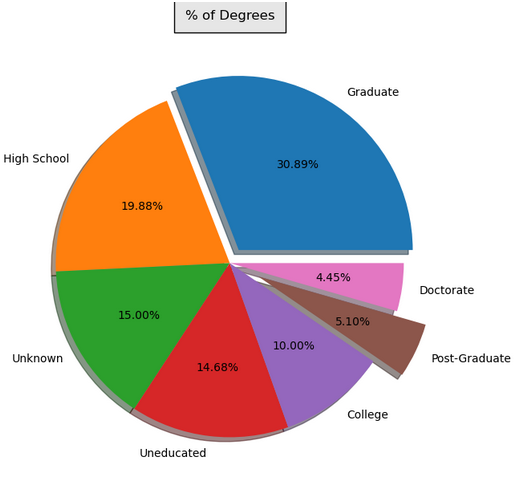 % of Degrees
Graduate
30.89%
High School
19.88%
Unknown
15.00%
Uneducated
14.68%
College
10.00%
Post-Graduate
5.10%
Doctorate
4.45%